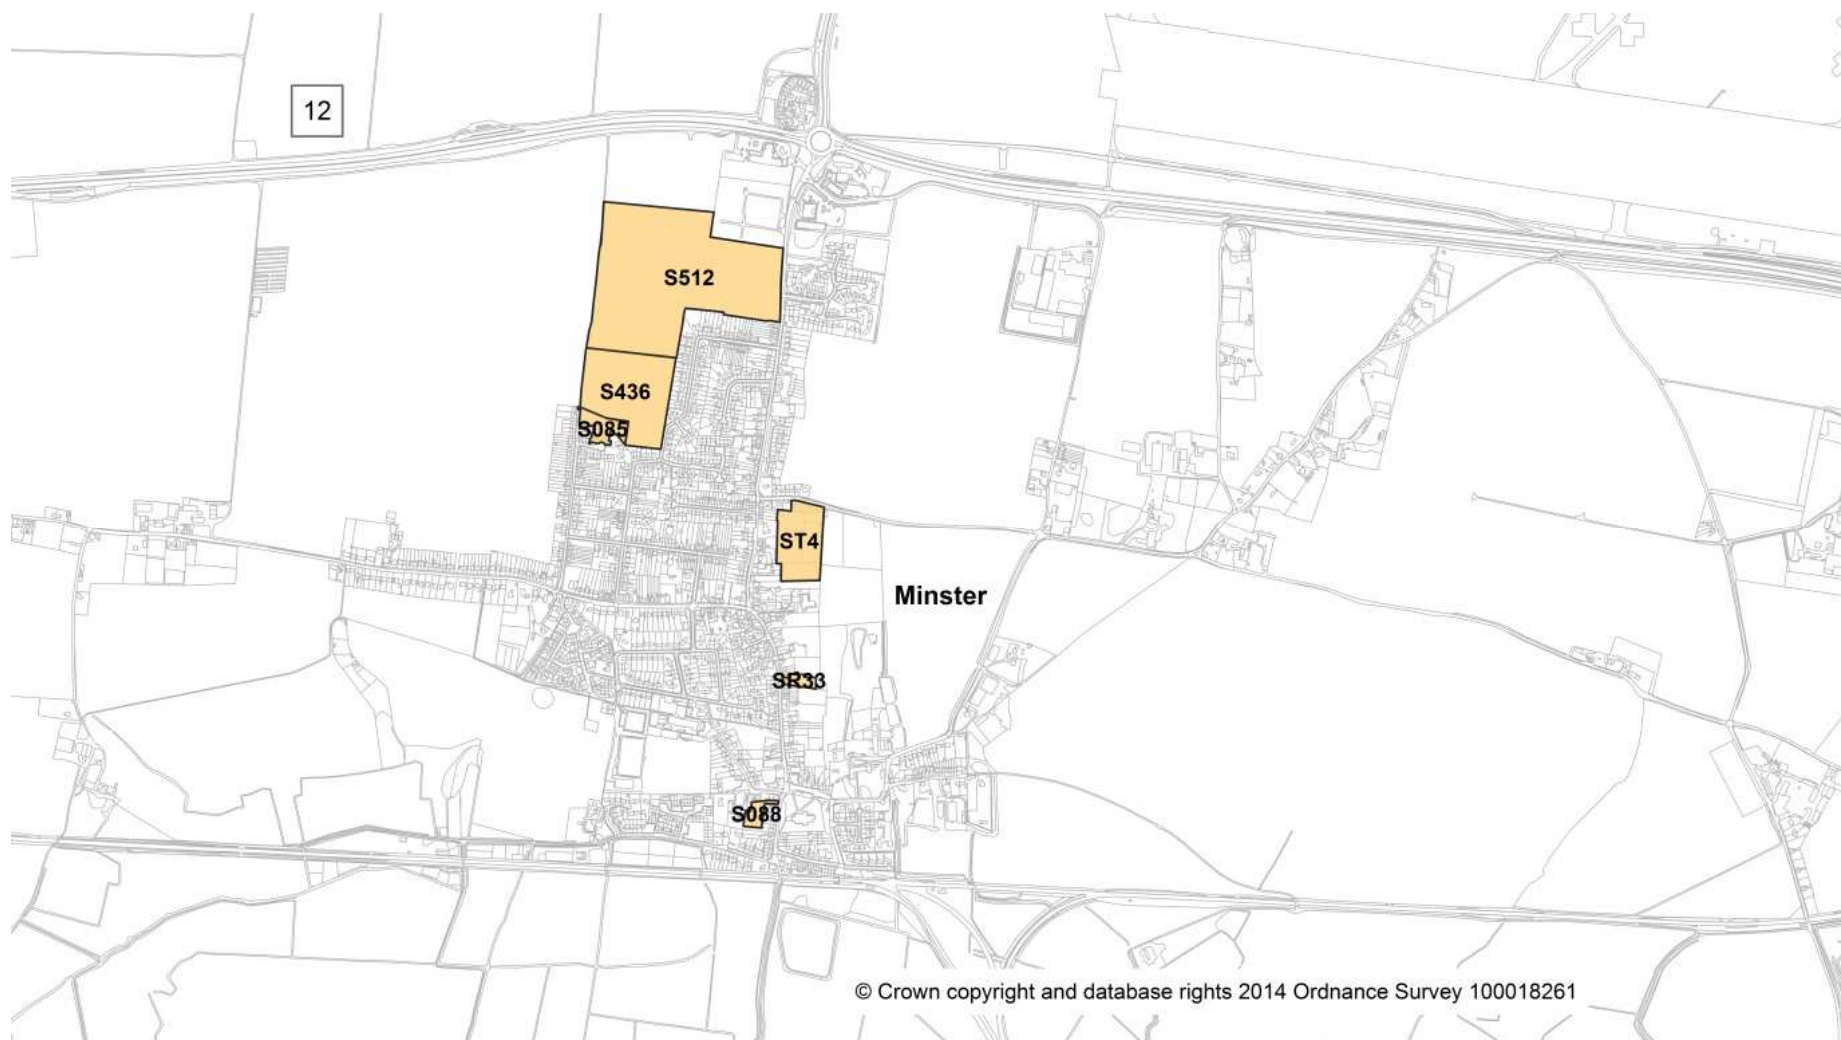 12
S512
S436
S085
ST4
Minster
SR33
S088
© Crown copyright and database rights 2014 Ordnance Survey 100018261